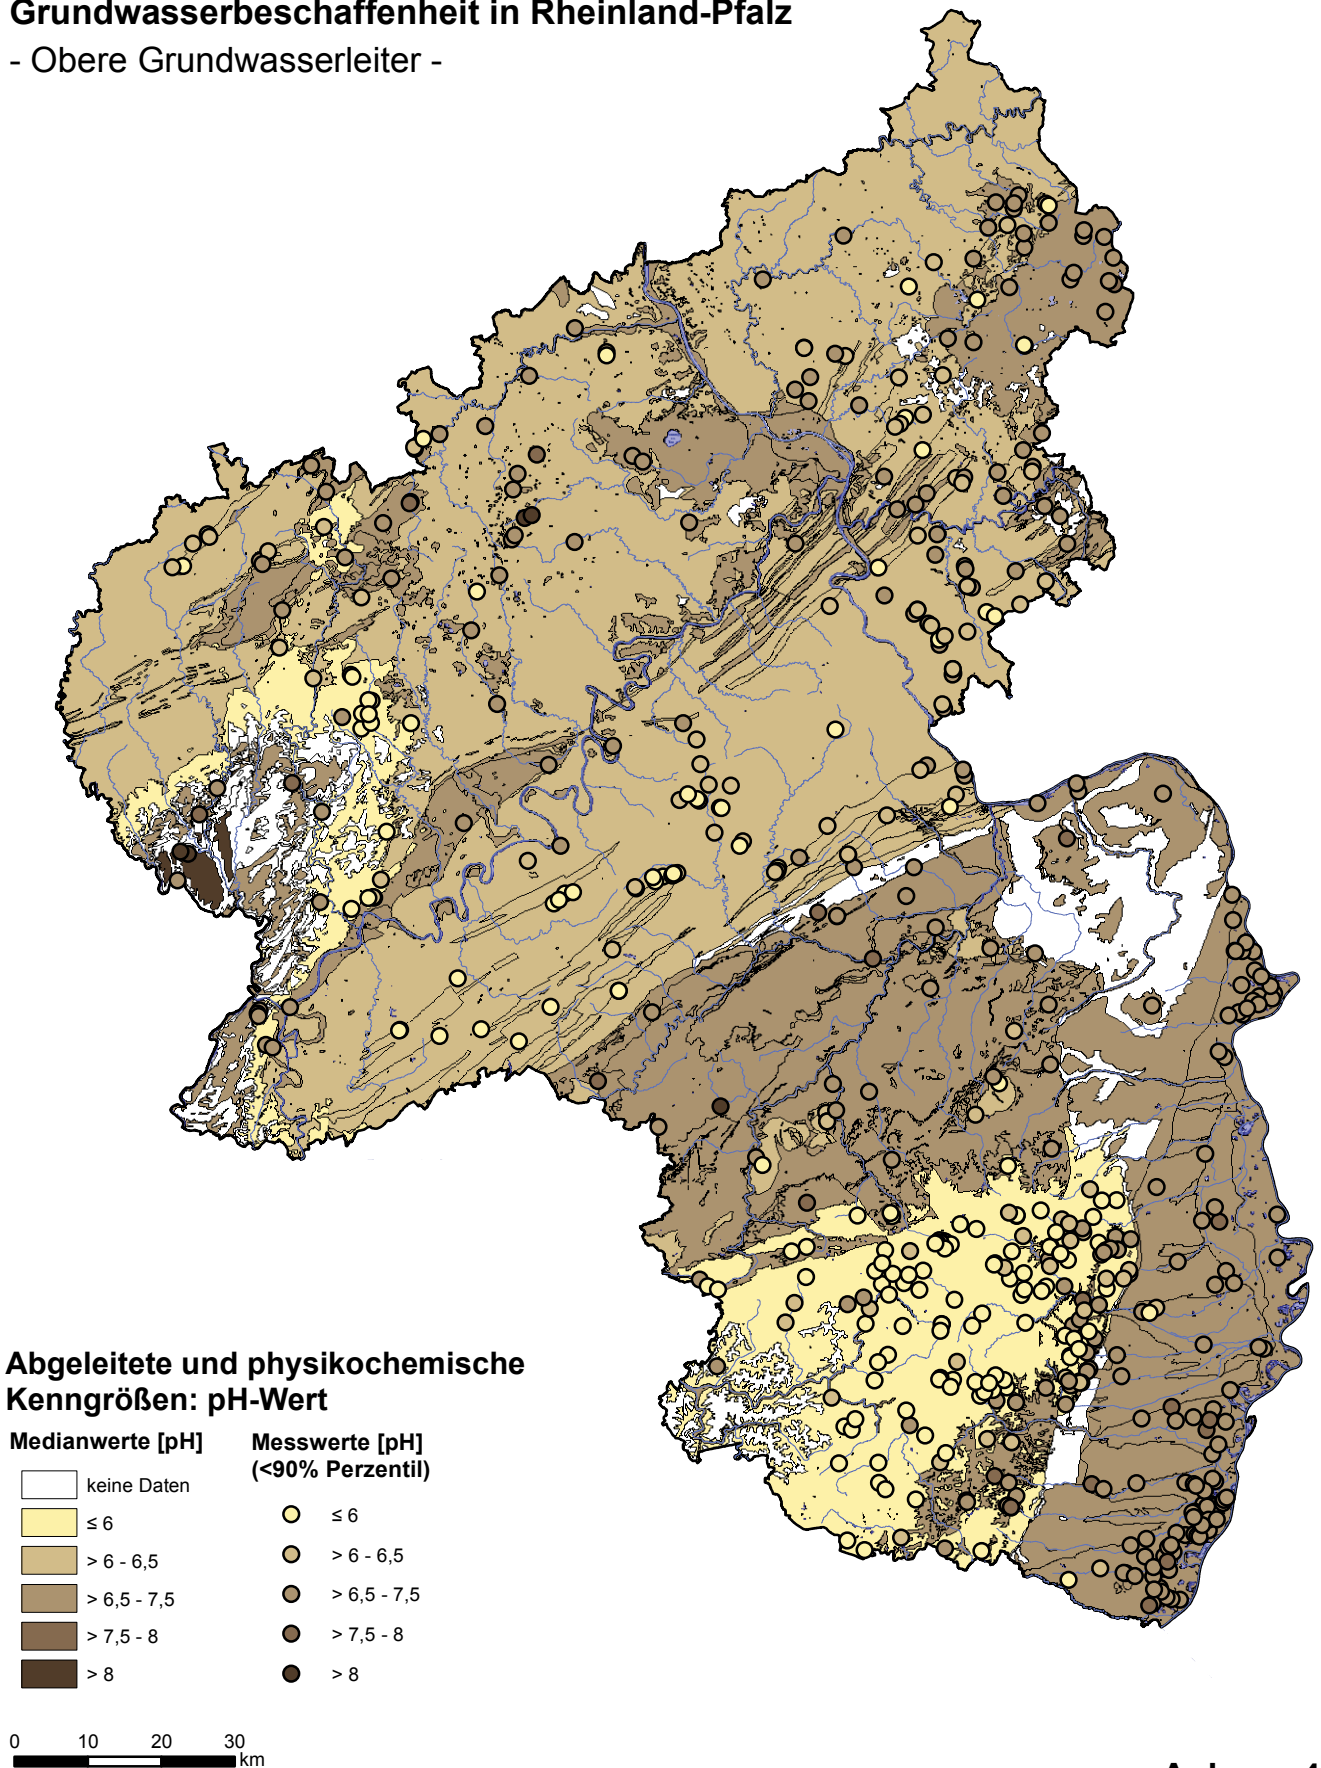 Grundwasserbeschaffenheit in Rheinland-Pfalz
- Obere Grundwasserleiter -
Abgeleitete und physikochemische
Kenngrößen: pH-Wert
Medianwerte [pH]
keine Daten
≤ 6
> 6 - 6,5
> 6,5 - 7,5
> 7,5 - 8
> 8
Messwerte [pH]
(<90% Perzentil)
≤ 6
> 6 - 6,5
> 6,5 - 7,5
> 7,5 - 8
> 8
0 10 20 30
km